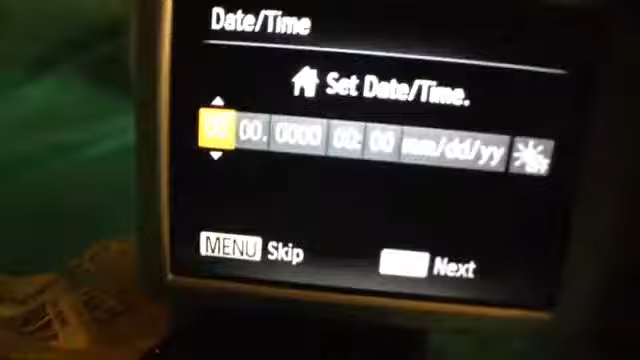 Date/Time
Set Date/Time.
00 00. 0000 00: 00 mm/dd/yy
MENU Skip Next